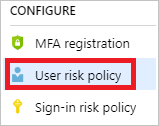 CONFIGURE
MFA registration
User risk policy
Sign-in risk policy